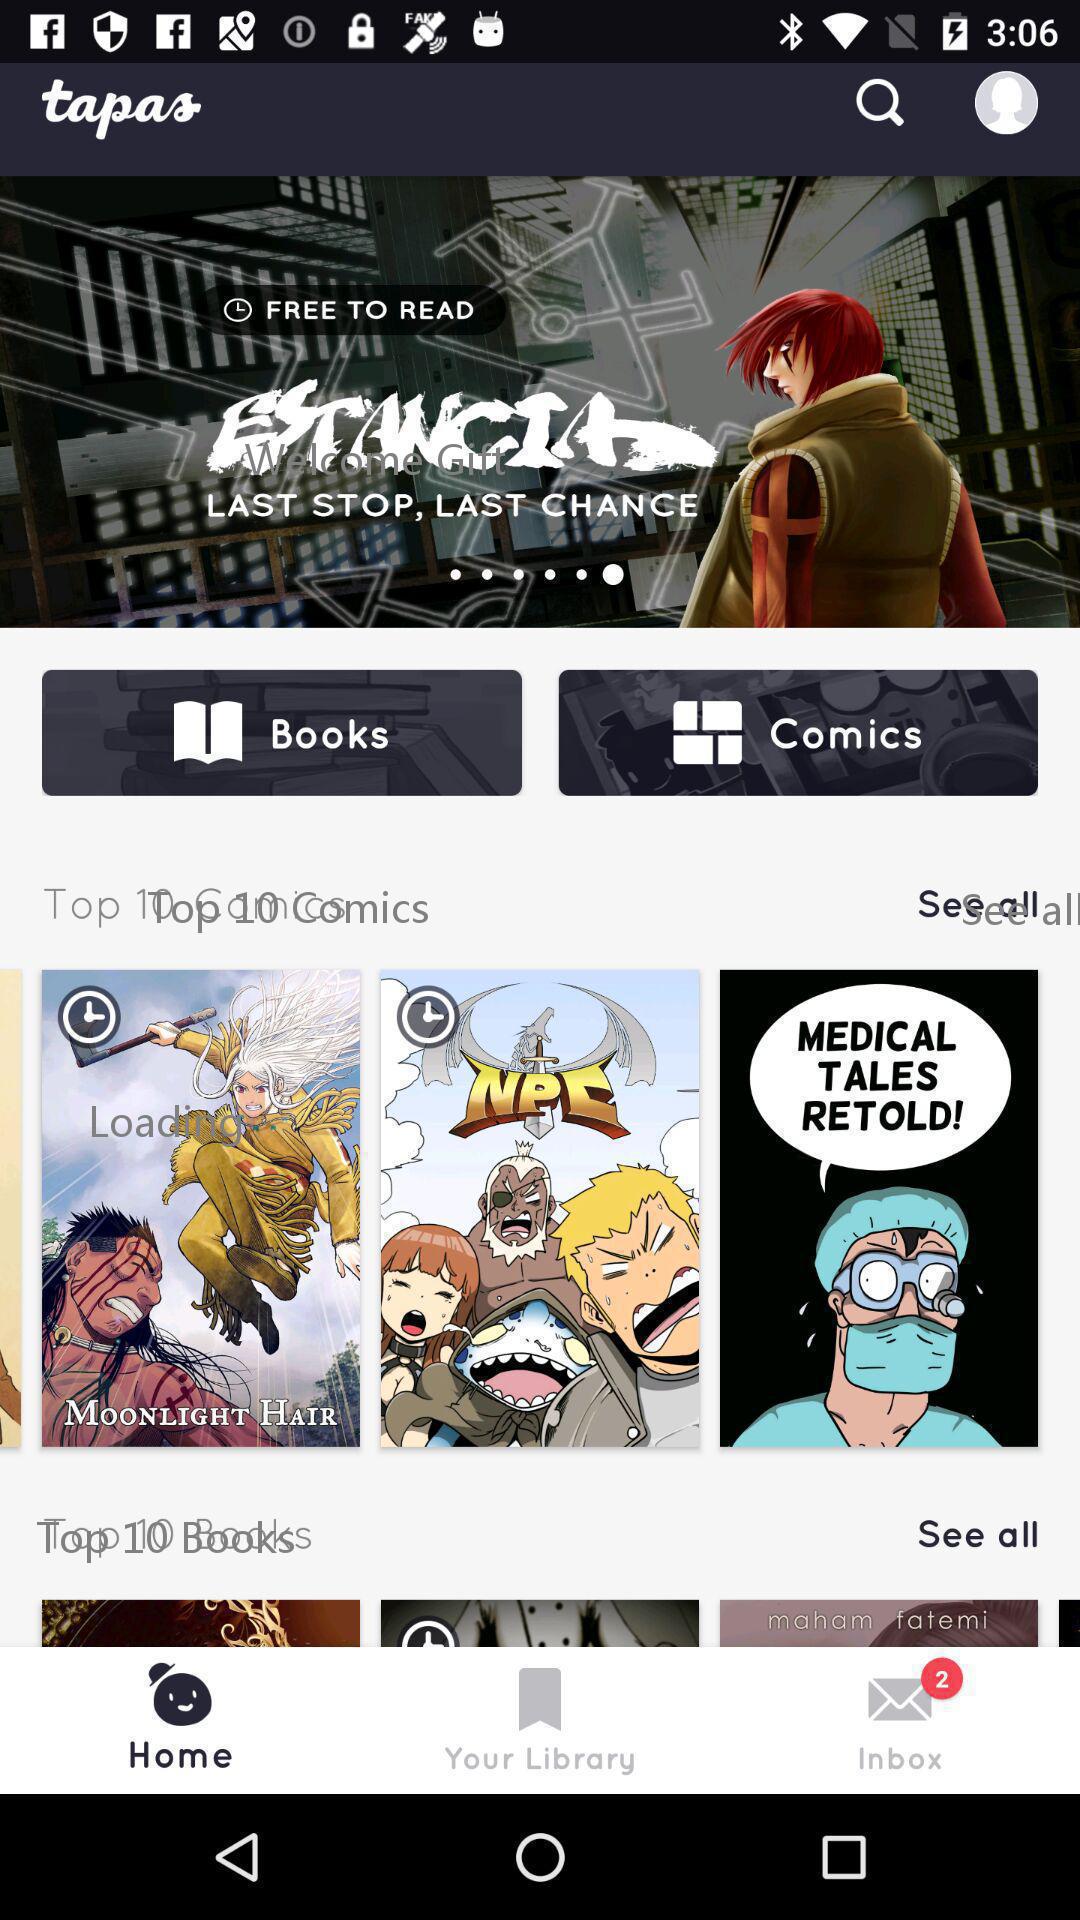 FAKE
3:06
tapas
FREE TO READ
ESTANCIA
Welcome Gift
LAST STOP, LAST CHANCE
Books
Comics
Top 10 Comics
Top 10 Comics
See all
See all
MEDICAL
TALES
RETOLD!
NPC
Loading...
MOONLIGHT HAIR
Top 10 Books
Top 10 Books
See all
maham fatemi
2
Home
Your Library
Inbox